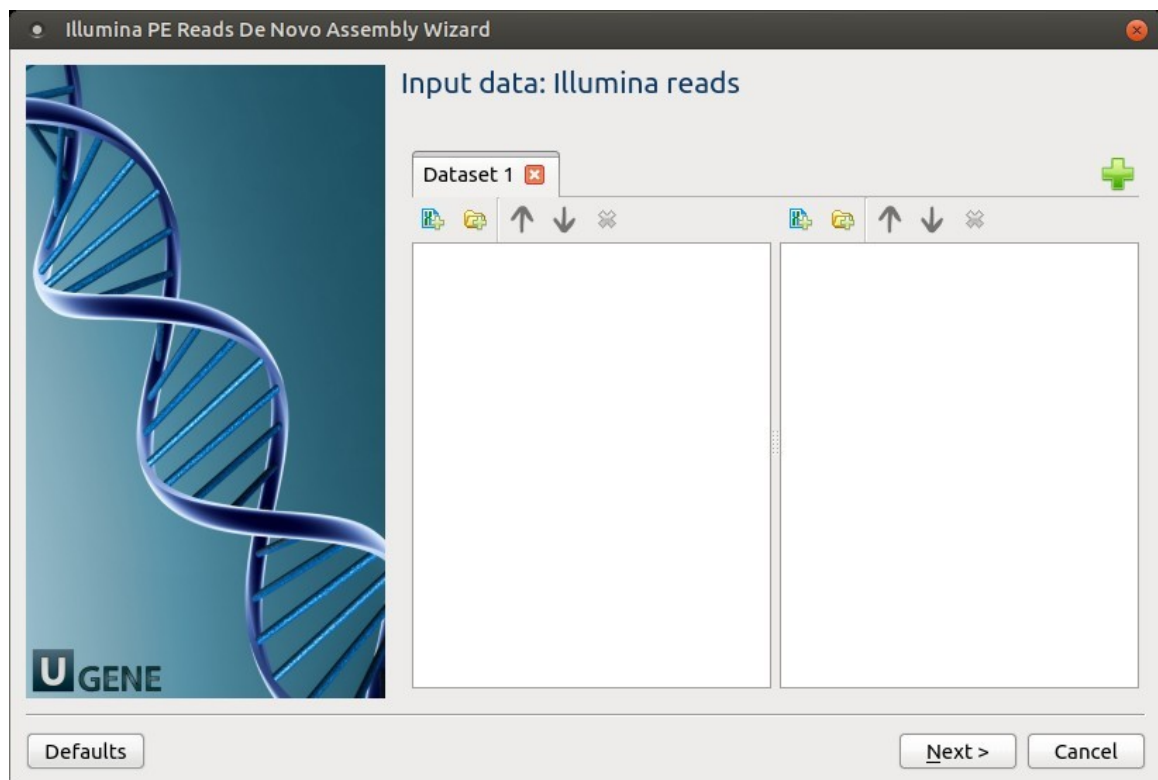 Illumina PE Reads De Novo Assembly Wizard
Input data: Illumina reads
Dataset 1
UGENE
Defaults
Next >
Cancel